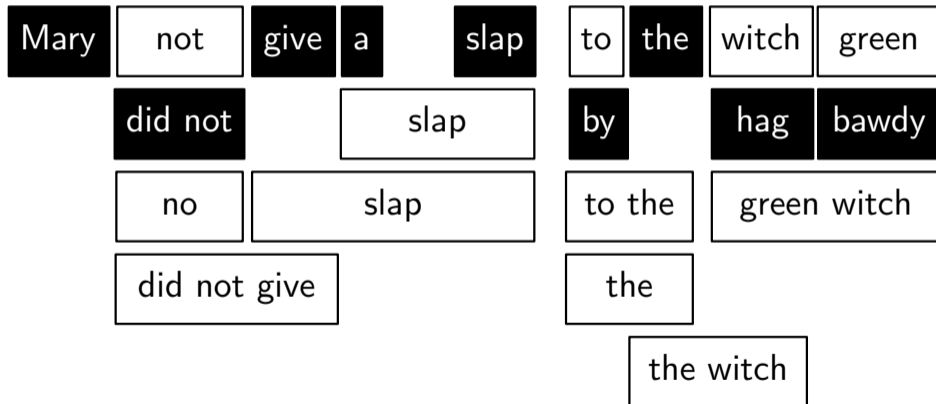 Mary not give a slap to the witch green
did not slap by hag bawdy
no slap to the green witch
did not give the
the witch